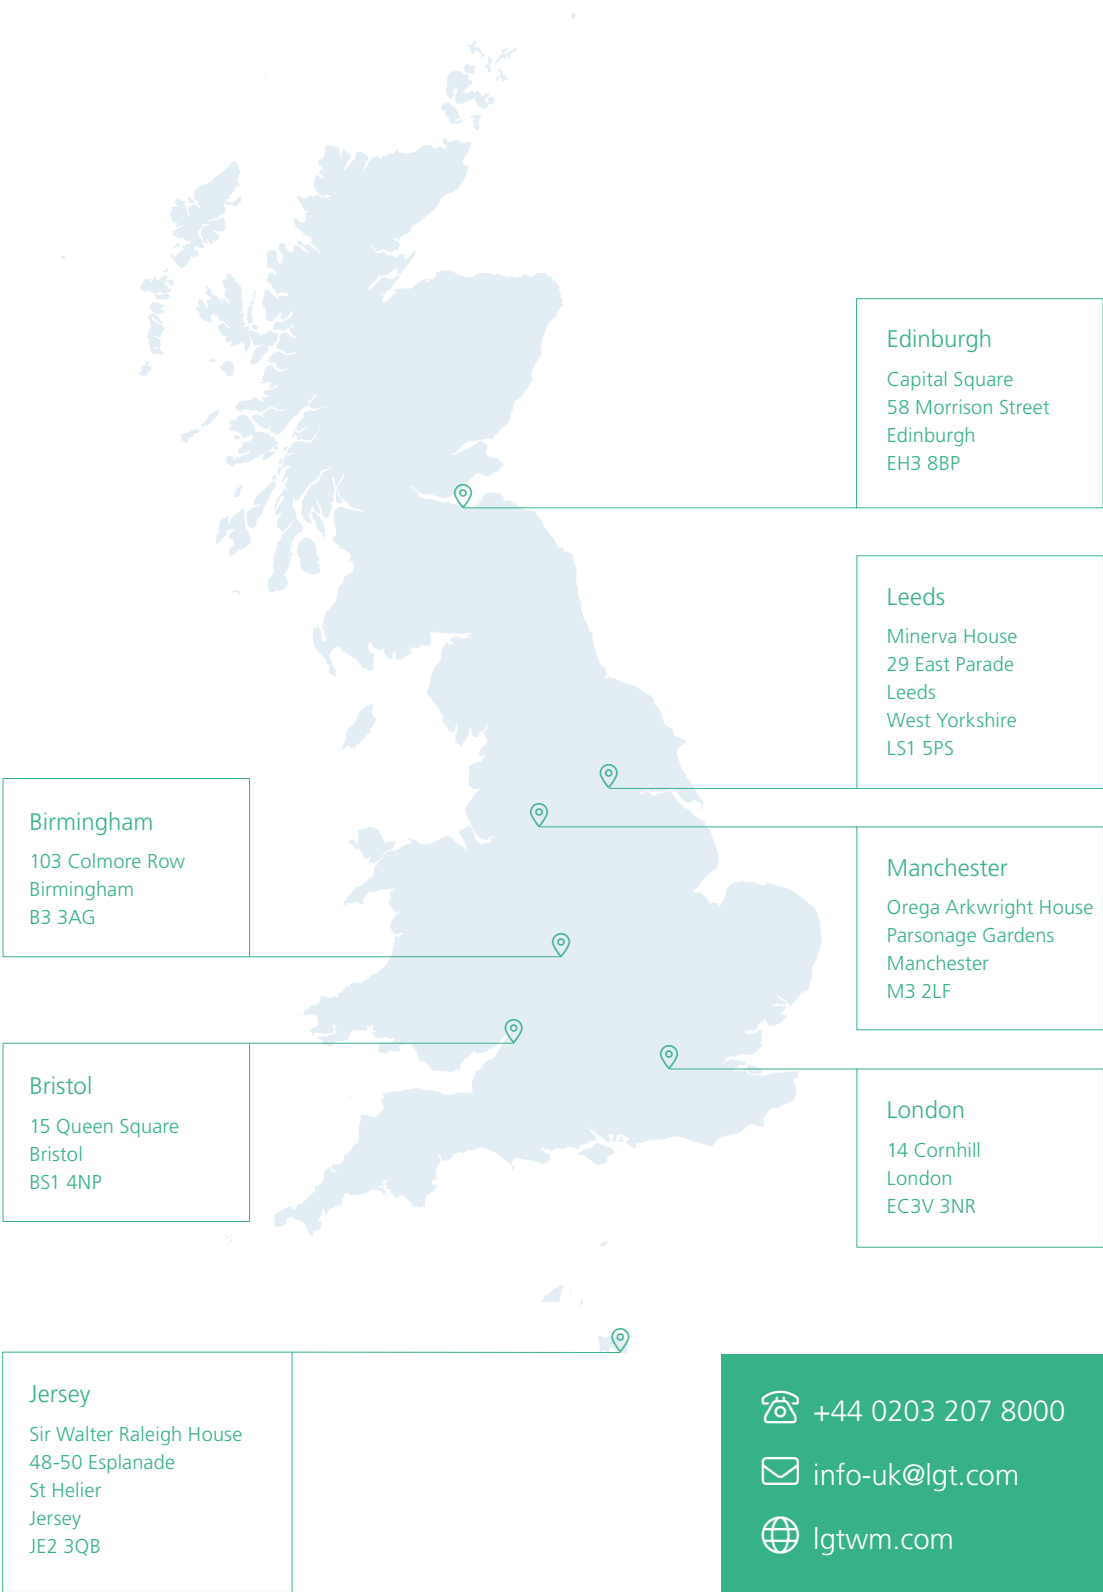 Edinburgh
Capital Square
58 Morrison Street
Edinburgh
EH3 8BP
Leeds
Minerva House
29 East Parade
Leeds
West Yorkshire
LS1 5PS
Birmingham
103 Colmore Row
Birmingham
B3 3AG
Manchester
Orega Arkwright House
Parsonage Gardens
Manchester
M3 2LF
Bristol
15 Queen Square
Bristol
BS1 4NP
London
14 Cornhill
London
EC3V 3NR
Jersey
Sir Walter Raleigh House
48-50 Esplanade
St Helier
Jersey
JE2 3QB
+44 0203 207 8000
info-uk@lgt.com
lgtwm.com